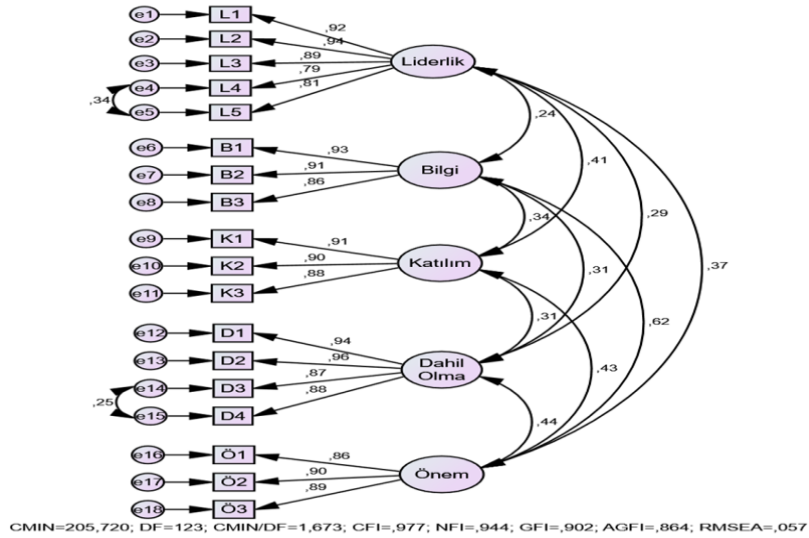 e1 L1 ,92
e2 L2 ,94
e3 L3 ,89 Liderlik
e4 L4 ,79
,34
e5 L5 ,81
,24
e6 B1 ,93
e7 B2 ,91 Bilgi ,41
e8 B3 ,86
,34 ,29
e9 K1 ,91
e10 K2 ,90 Katılım ,31 ,37
e11 K3 ,88
,31 ,62
e12 D1 ,94
e13 D2 ,96 Dahil
Olma ,43
e14 D3 ,87
,25
e15 D4 ,88
,44
e16 Ö1 ,86
e17 Ö2 ,90 Önem
e18 Ö3 ,89
CMIN=205,720; DF=123; CMIN/DF=1,673; CFI=,977; NFI=,944; GFI=,902; AGFI=,864; RMSEA=,057